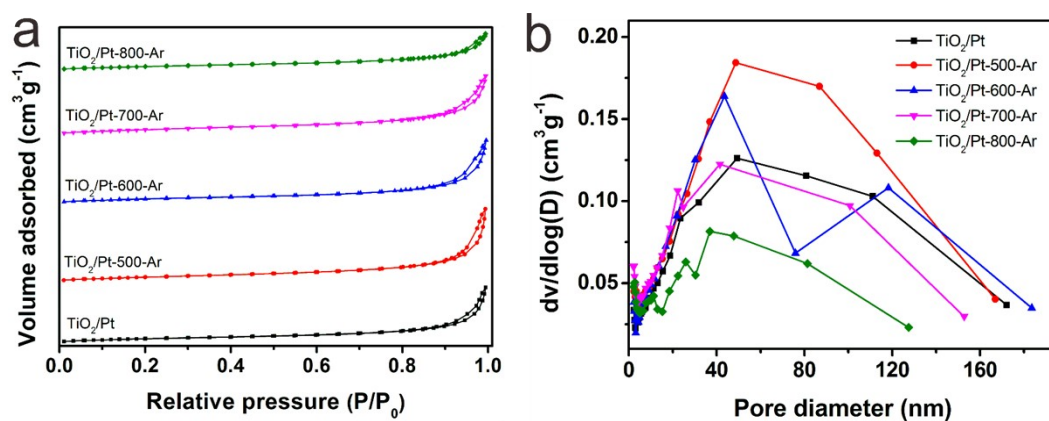 a
Volume adsorbed (cm³g⁻¹)
TiO₂/Pt-800-Ar
TiO₂/Pt-700-Ar
TiO₂/Pt-600-Ar
TiO₂/Pt-500-Ar
TiO₂/Pt
0.0 0.2 0.4 0.6 0.8 1.0
Relative pressure (P/P₀)
b
dv/dlog(D) (cm³g⁻¹)
0.20
0.15
0.10
0.05
TiO₂/Pt
TiO₂/Pt-500-Ar
TiO₂/Pt-600-Ar
TiO₂/Pt-700-Ar
TiO₂/Pt-800-Ar
0 40 80 120 160
Pore diameter (nm)